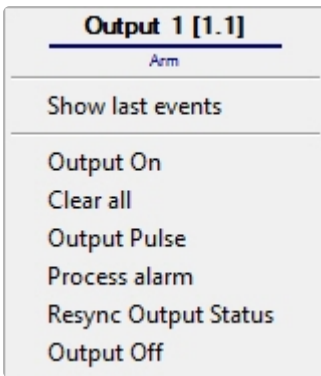 Output 1 [1.1]
Arm
Show last events
Output On
Clear all
Output Pulse
Process alarm
Resync Output Status
Output Off